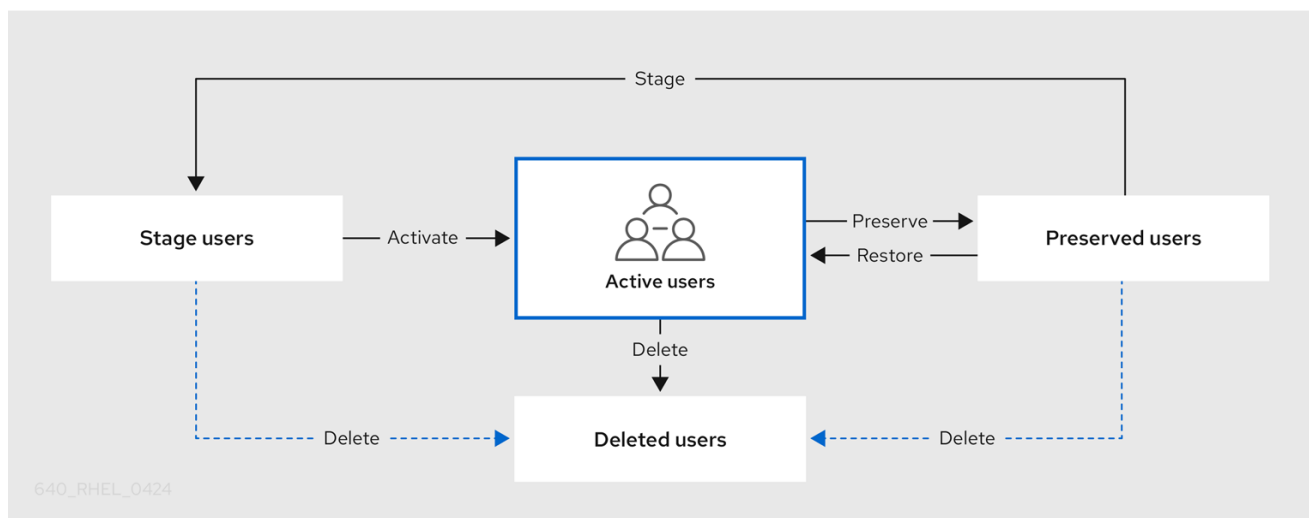 Stage
Stage users
Activate
Active users
Preserve
Restore
Preserved users
Delete
Delete
Deleted users
Delete
640_RHEL_0424